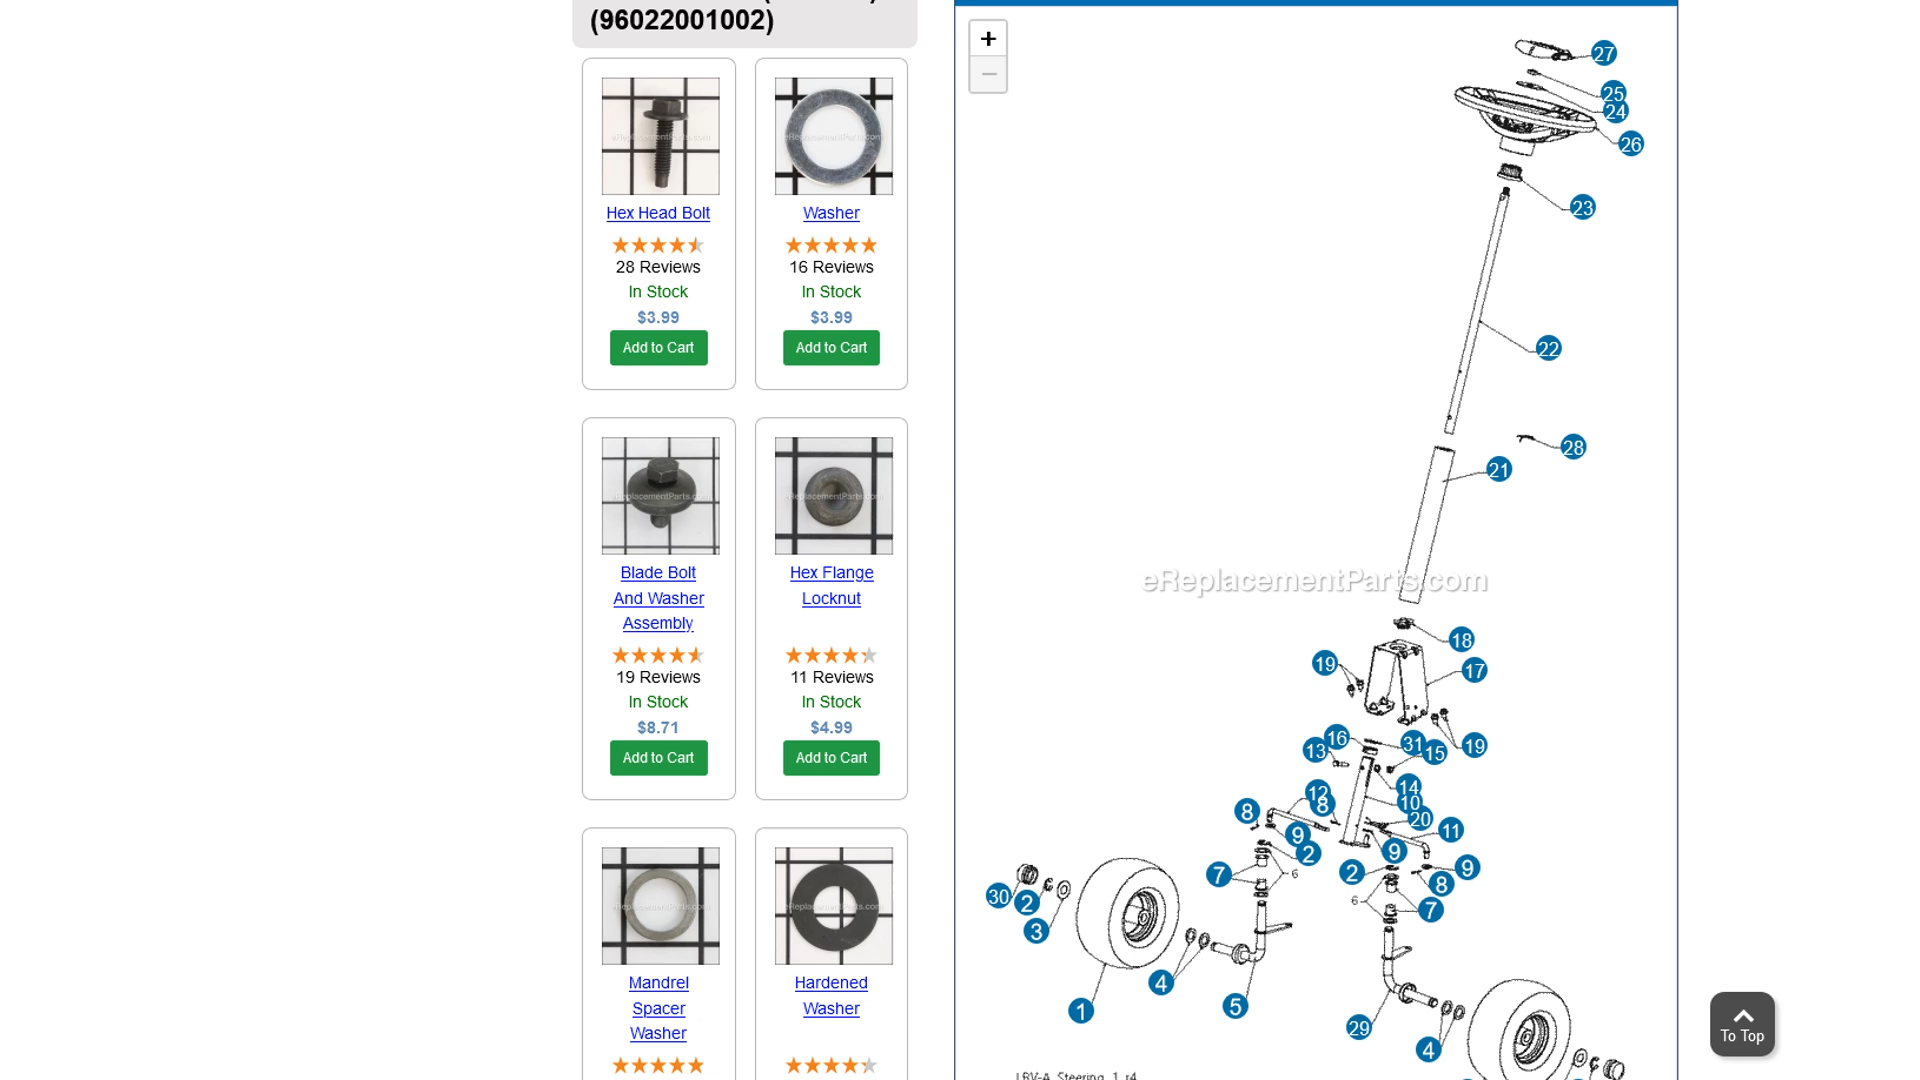 (96022001002)
Hex Head Bolt
28 Reviews
In Stock
$3.99
Add to Cart
Washer
16 Reviews
In Stock
$3.99
Add to Cart
Blade Bolt
And Washer
Assembly
19 Reviews
In Stock
$8.71
Add to Cart
Hex Flange
Locknut
11 Reviews
In Stock
$4.99
Add to Cart
Mandrel
Spacer
Washer
Hardened
Washer
+
−
27
25
24
26
23
22
28
21
eReplacementParts.com
18
19
17
16
31
19
13
15
14
12
8
10
8
20
9
11
2
9
2
9
7
6
8
30
2
6
7
3
4
1
5
29
4
LRV-A_Steering_1_r4
To Top